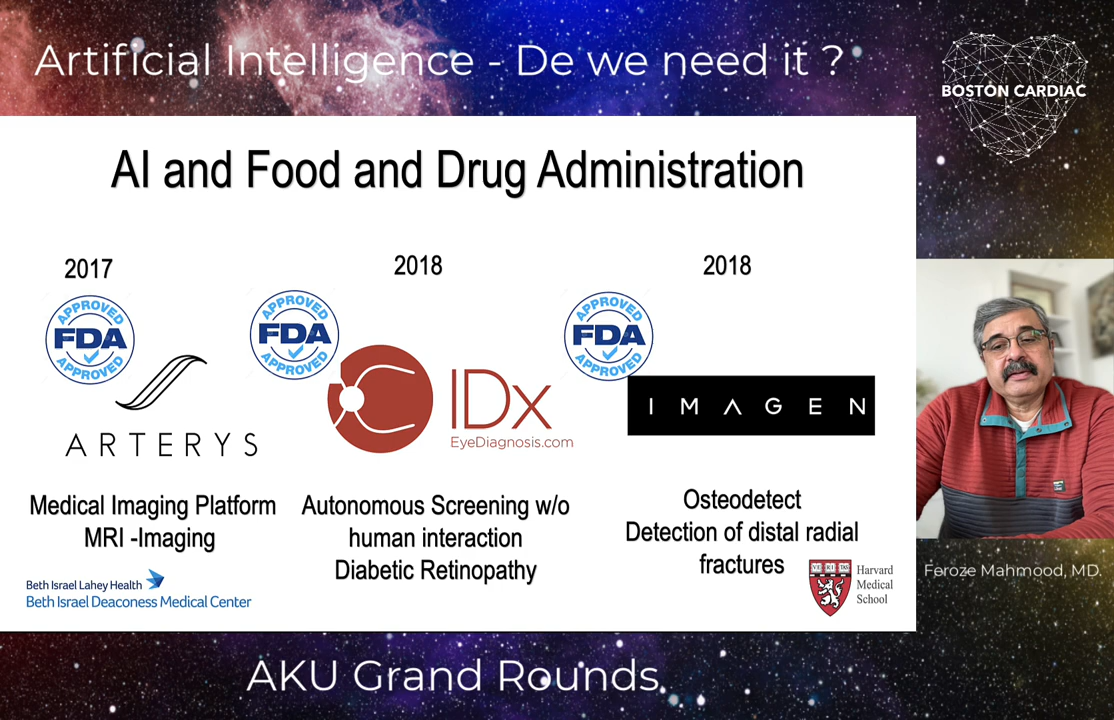 Artificial Intelligence - De we need it ?
BOSTON CARDIAC
AI and Food and Drug Administration
2017
2018
2018
APPROVED
FDA
APPROVED
APPROVED
FDA
APPROVED
APPROVED
FDA
APPROVED
ARTERYS
IDx
EyeDiagnosis.com
IMAGEN
Medical Imaging Platform
MRI -Imaging
Autonomous Screening w/o
human interaction
Diabetic Retinopathy
Osteodetect
Detection of distal radial
fractures
Beth Israel Lahey Health
Beth Israel Deaconess Medical Center
Harvard
Medical
School
Feroze Mahmood, MD.
AKU Grand Rounds